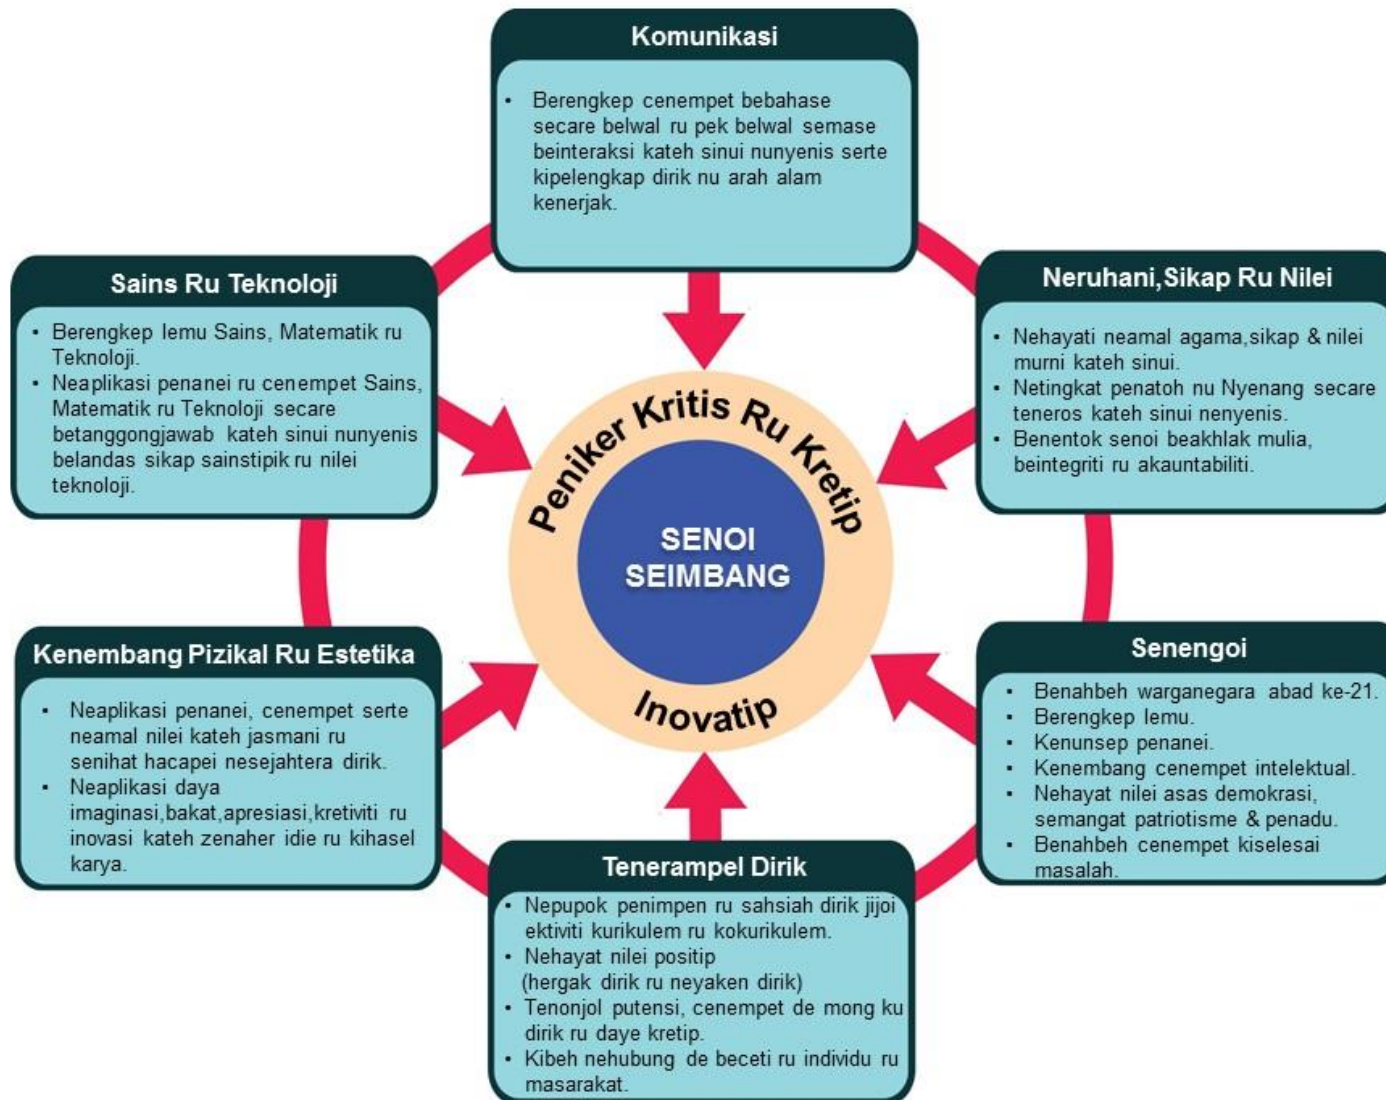 Komunikasi
• Berengkep cenempet bebahase
secare belwal ru pek belwal semase
beinteraksi kateh sinui nunyenis serte
kipelengkap dirik nu arah alam
kenerjak.
Sains Ru Teknoloji
• Berengkep lemu Sains, Matematik ru
Teknoloji.
• Neaplikasi penanei ru cenempet Sains,
Matematik ru Teknoloji secare
betanggongjawab kateh sinui nunyenis
belandas sikap sainstipik ru nilei
teknoloji.
Neruhani,Sikap Ru Nilei
• Nehayati neamal agama,sikap & nilei
murni kateh sinui.
• Netingkat penatoh nu Nyenang secare
teneros kateh sinui nenyenis.
• Benentok senoi beakhlak mulia,
beintegriti ru akauntabiliti.
Peniker Kritis Ru Kretip
SENOI
SEIMBANG
Inovatip
Kenembang Pizikal Ru Estetika
• Neaplikasi penanei, cenempet serte
neamal nilei kateh jasmani ru
senihat hacapei nesejahtera dirik.
• Neaplikasi daya
imaginasi,bakat,apresiasi,kretiviti ru
inovasi kateh zenaher idie ru kihasel
karya.
Senengoi
• Benahbeh warganegara abad ke-21.
• Berengkep lemu.
• Kenunsep penanei.
• Kenembang cenempet intelektual.
• Nehayat nilei asas demokrasi,
semangat patriotisme & penadu.
• Benahbeh cenempet kiselesai
masalah.
Tenerampel Dirik
• Nepupok penimpen ru sahsiah dirik jijoi
ektiviti kurikulem ru kokurikulem.
• Nehayat nilei positip
(hergak dirik ru neyaken dirik)
• Tenonjol putensi, cenempet de mong ku
dirik ru daye kretip.
• Kibeh nehubung de beceti ru individu ru
masarakat.